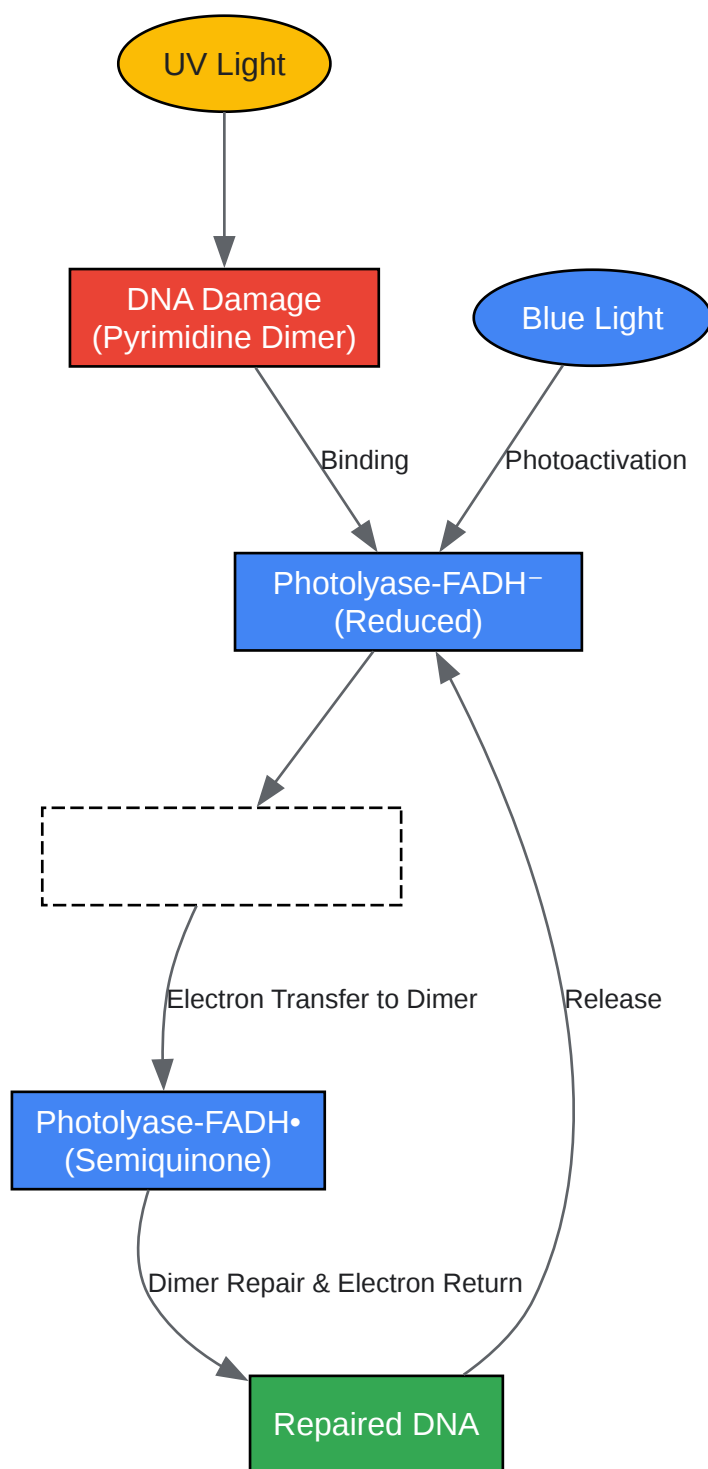 UV Light
DNA Damage
(Pyrimidine Dimer)
Blue Light
Binding
Photoactivation
Photolyase-FADH⁻
(Reduced)
Electron Transfer to Dimer
Release
Photolyase-FADH•
(Semiquinone)
Dimer Repair & Electron Return
Repaired DNA